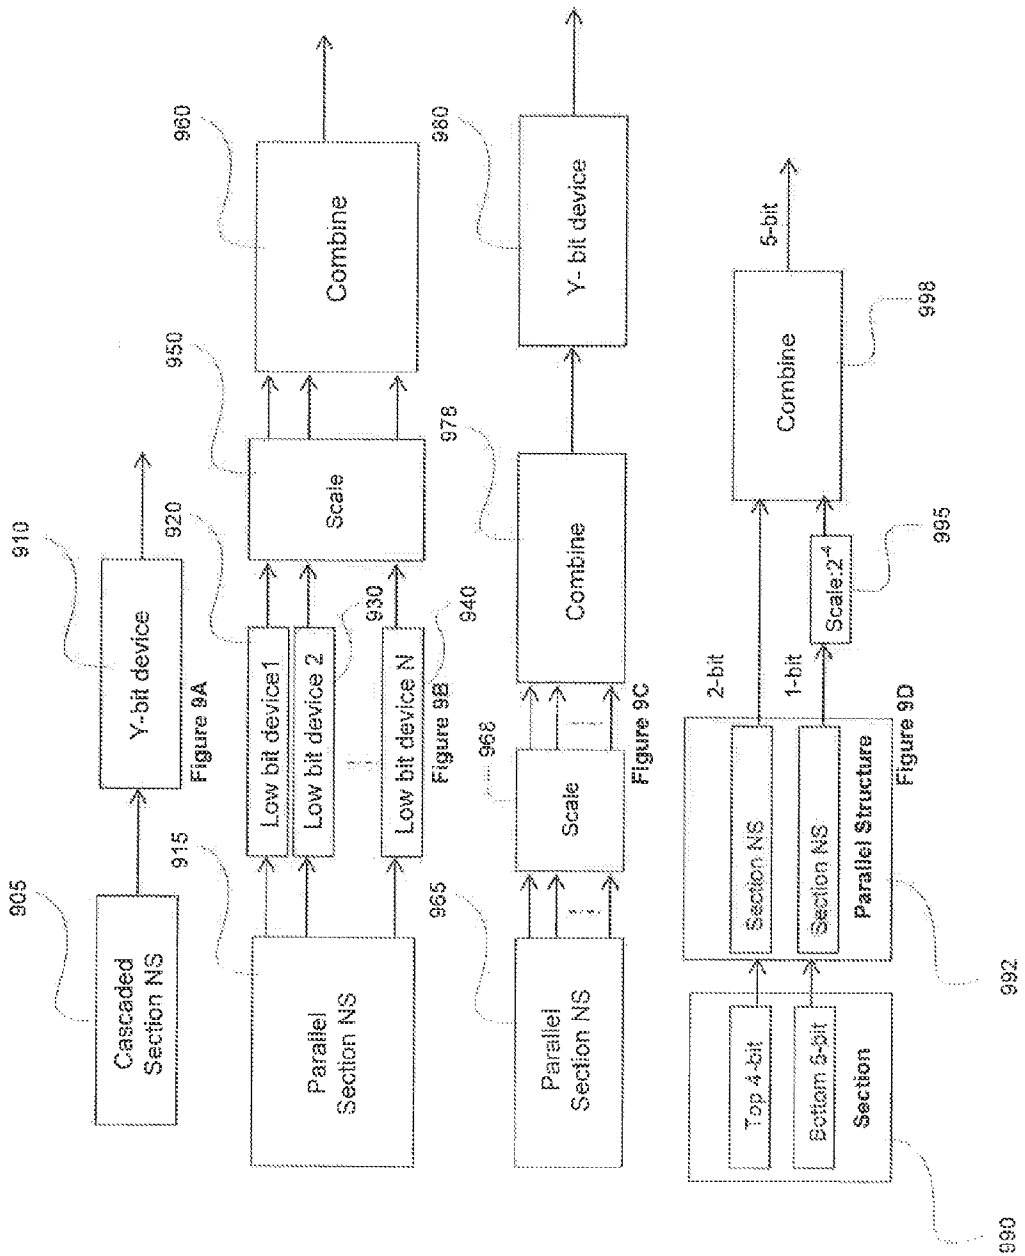 905
910
Cascaded
Section NS
Y-bit device
Figure 9A
915
920
950
960
Parallel
Section NS
Low bit device1
Low bit device 2
Low bit device N
930
940
Scale
Combine
Figure 9B
965
968
978
980
Parallel
Section NS
Scale
Combine
Y- bit device
Figure 9C
Top 4-bit
Bottom
Section
990
Section NS
Section NS
Parallel Structure
992
2-bit
1-bit
Scale:2⁻⁴
995
Combine
998
5-bit
Figure 9D